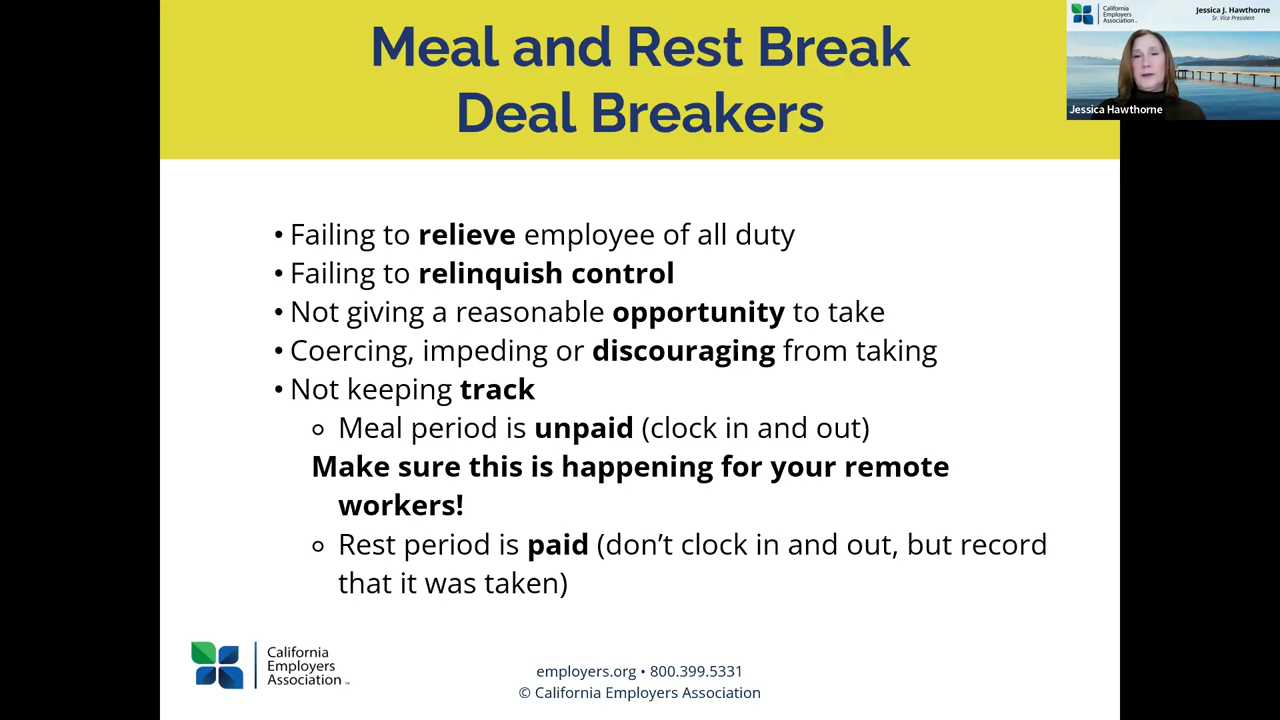 Meal and Rest Break
Deal Breakers
California
Employers
Association™
Jessica J. Hawthorne
Sr. Vice President
Jessica Hawthorne
• Failing to relieve employee of all duty
• Failing to relinquish control
• Not giving a reasonable opportunity to take
• Coercing, impeding or discouraging from taking
• Not keeping track
○ Meal period is unpaid (clock in and out)
Make sure this is happening for your remote
workers!
○ Rest period is paid (don’t clock in and out, but record
that it was taken)
California
Employers
Association™
employers.org • 800.399.5331
© California Employers Association